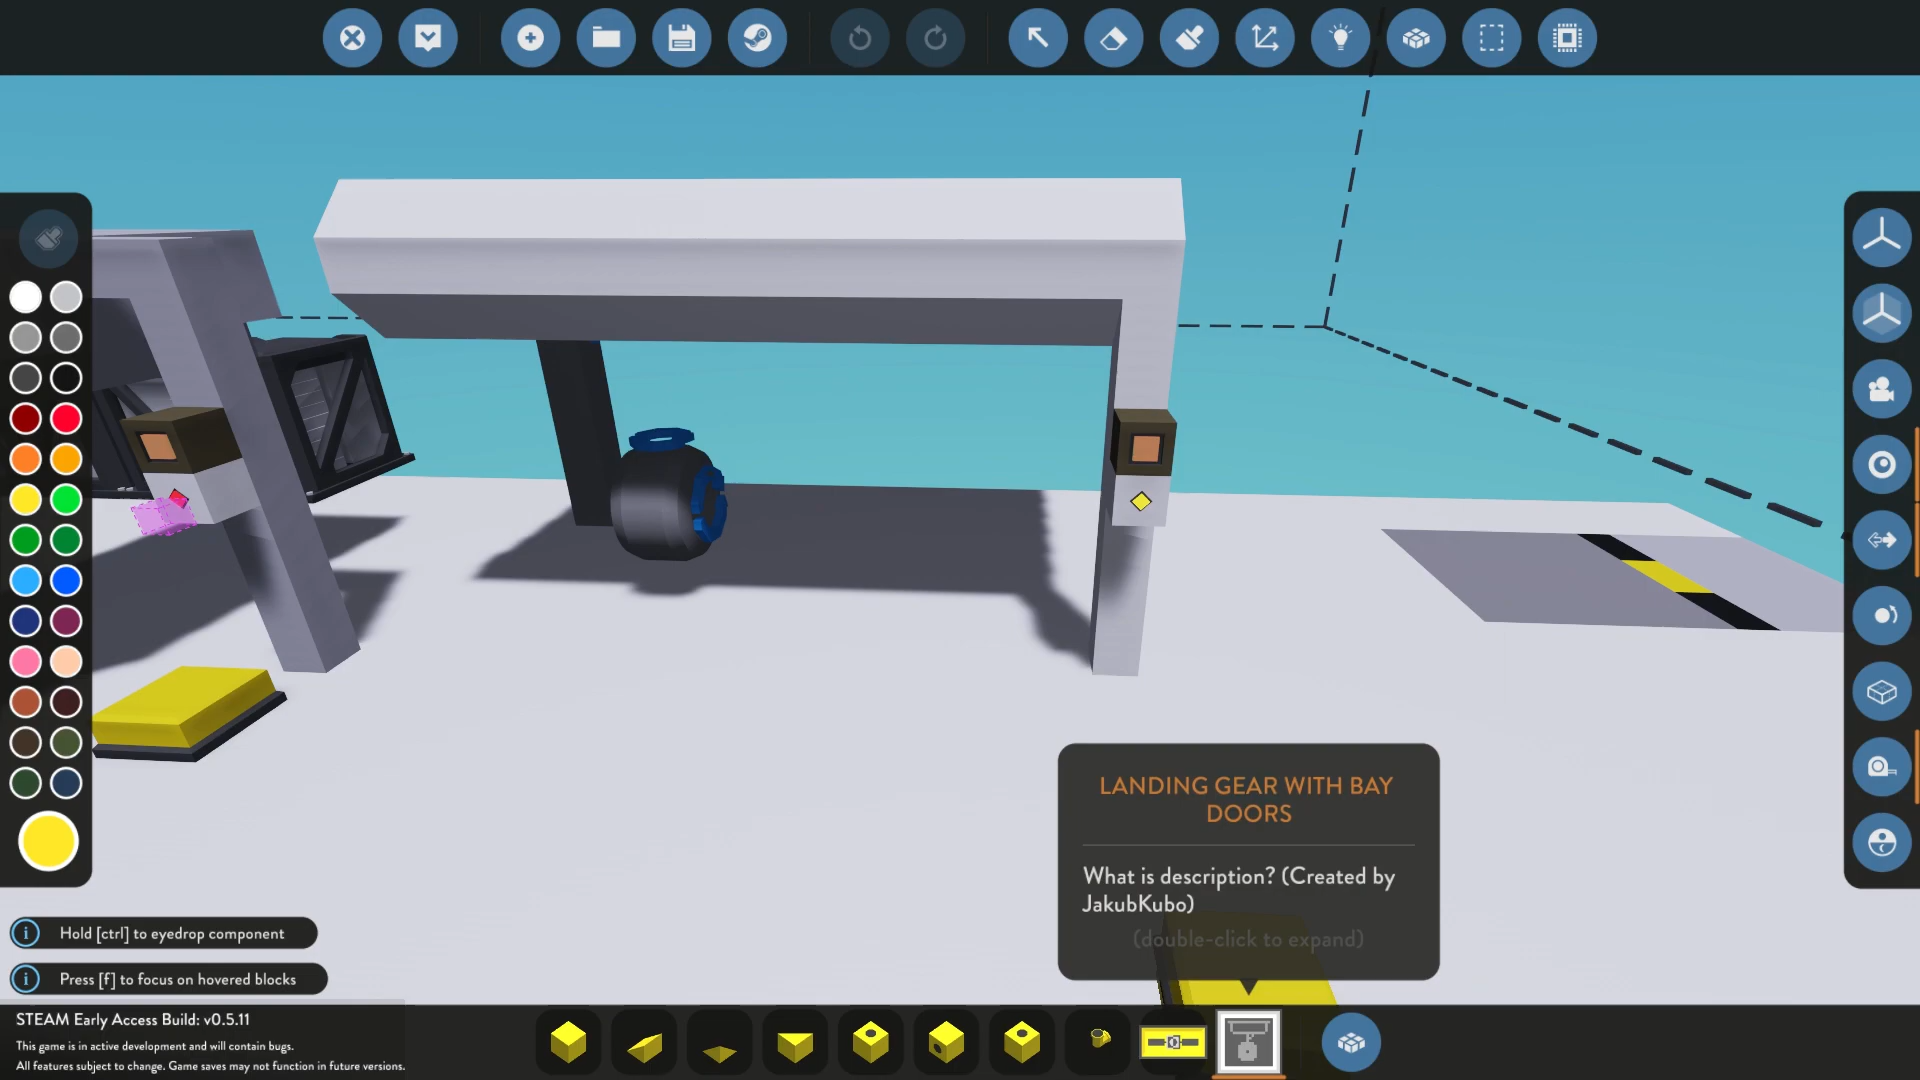 LANDING GEAR WITH BAY
DOORS
What is description? (Created by
JakubKubo)
(double-click to expand)
Hold [ctrl] to eyedrop component
Press [f] to focus on hovered blocks
STEAM Early Access Build: v0.5.11
This game is in active development and will contain bugs.
All features subject to change. Game saves may not function in future versions.